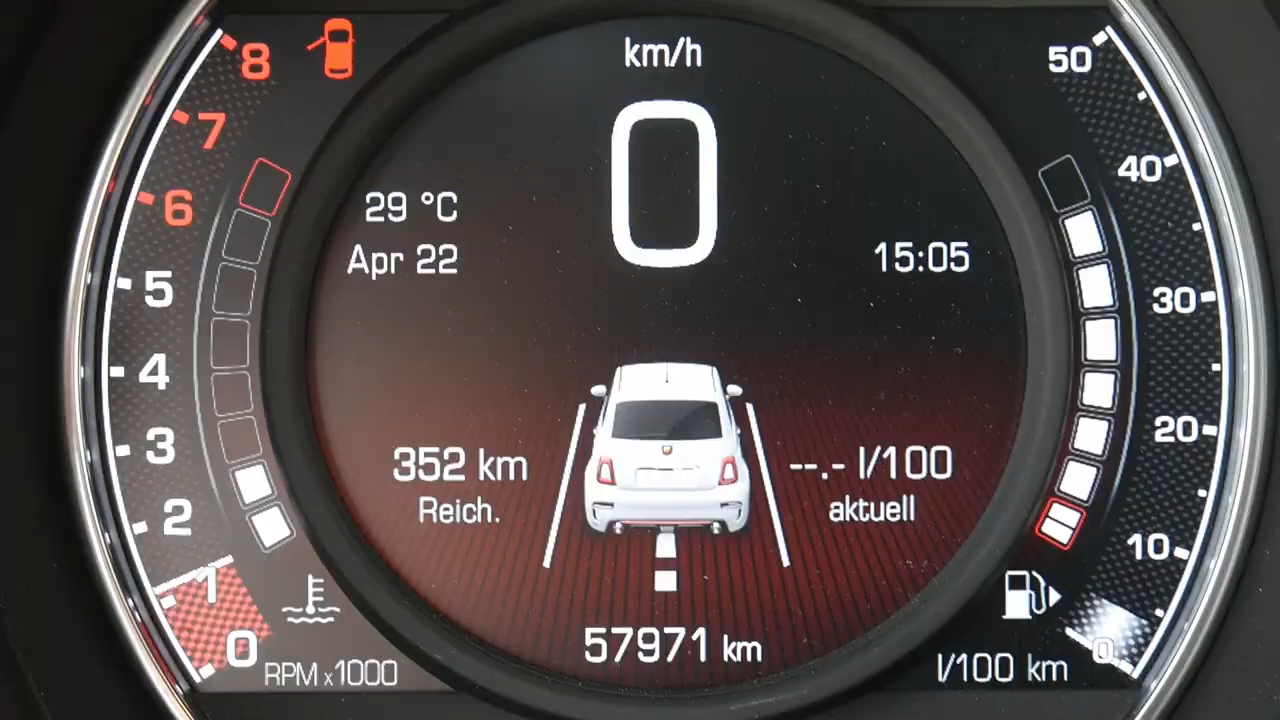 km/h
0
29 °C
Apr 22
15:05
352 km
Reich.
--.- l/100
aktuell
57971 km
8
7
6
5
4
3
2
1
0
RPM x1000
50
40
30
20
10
0
l/100 km